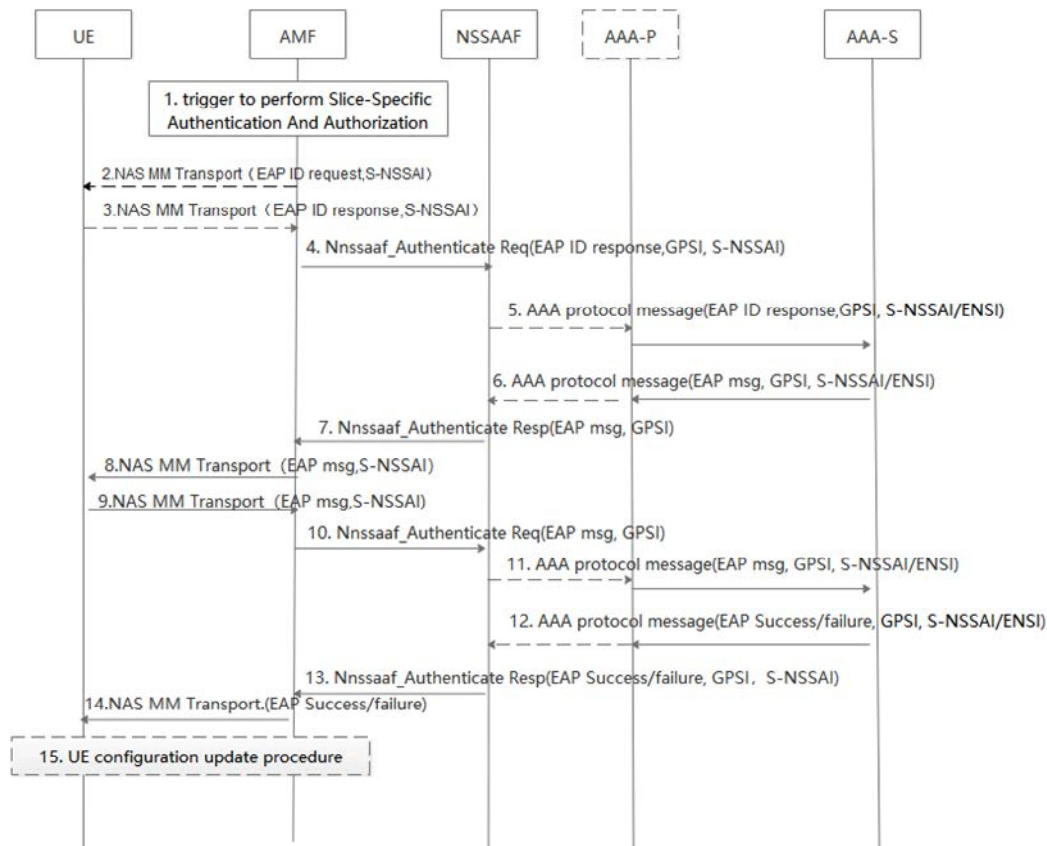 UE
AMF
NSSAAF
AAA-P
AAA-S
1. trigger to perform Slice-Specific
Authentication And Authorization
2.NAS MM Transport（EAP ID request,S-NSSAI）
3.NAS MM Transport（EAP ID response,S-NSSAI）
4. Nnssaaf_Authenticate Req(EAP ID response,GPSI, S-NSSAI)
5. AAA protocol message(EAP ID response,GPSI, S-NSSAI/ENSI)
6. AAA protocol message(EAP msg, GPSI, S-NSSAI/ENSI)
7. Nnssaaf_Authenticate Resp(EAP msg, GPSI)
8.NAS MM Transport（EAP msg,S-NSSAI）
9.NAS MM Transport（EAP msg,S-NSSAI）
10. Nnssaaf_Authenticate Req(EAP msg, GPSI)
11. AAA protocol message(EAP msg, GPSI, S-NSSAI/ENSI)
12. AAA protocol message(EAP Success/failure, GPSI, S-NSSAI/ENSI)
13. Nnssaaf_Authenticate Resp(EAP Success/failure, GPSI，S-NSSAI)
14.NAS MM Transport.(EAP Success/failure)
15. UE configuration update procedure